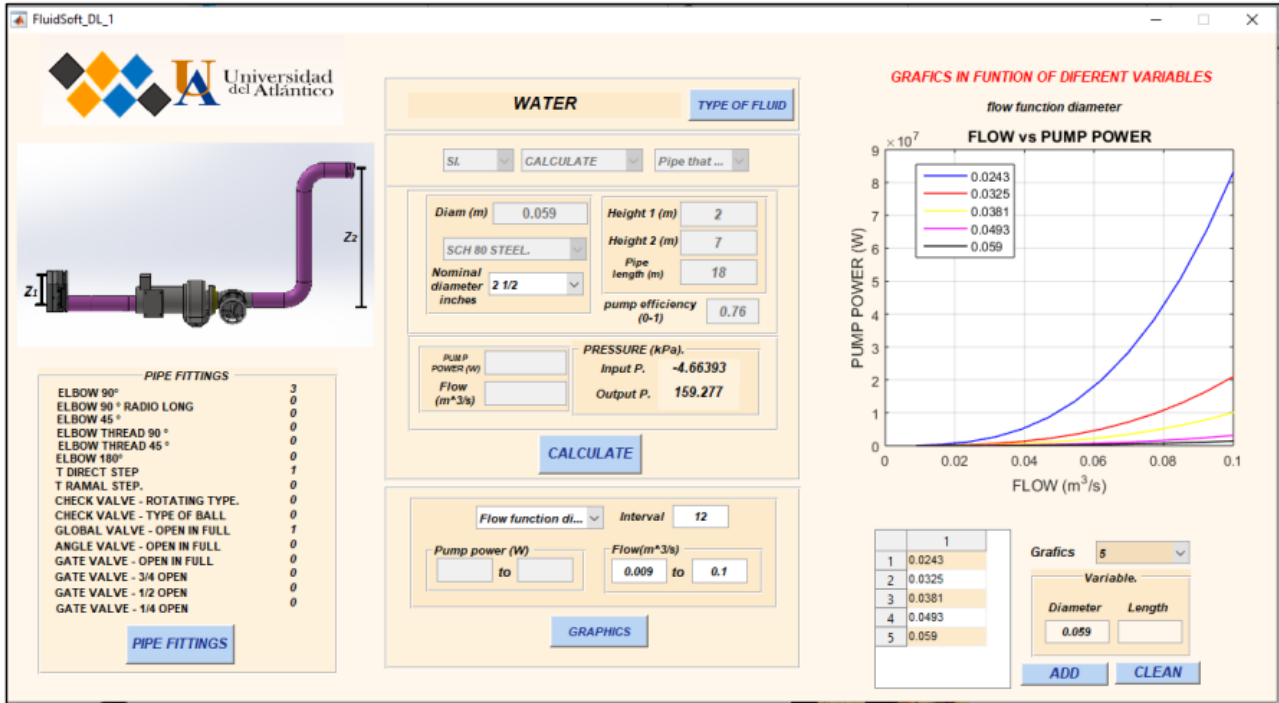 FluidSoft_DL_1
Universidad
del Atlántico
Z1
Z2
PIPE FITTINGS
ELBOW 90° 3
ELBOW 90 ° RADIO LONG 0
ELBOW 45 ° 0
ELBOW THREAD 90 ° 0
ELBOW THREAD 45 ° 0
ELBOW 180° 0
T DIRECT STEP 1
T RAMAL STEP. 0
CHECK VALVE - ROTATING TYPE. 0
CHECK VALVE - TYPE OF BALL 0
GLOBAL VALVE - OPEN IN FULL 1
ANGLE VALVE - OPEN IN FULL 0
GATE VALVE - OPEN IN FULL 0
GATE VALVE - 3/4 OPEN 0
GATE VALVE - 1/2 OPEN 0
GATE VALVE - 1/4 OPEN 0
PIPE FITTINGS
WATER
TYPE OF FLUID
SI. CALCULATE Pipe that ...
Diam (m) 0.059
SCH 80 STEEL.
Nominal
diameter
inches
2 1/2
Height 1 (m) 2
Height 2 (m) 7
Pipe
length (m)
18
pump efficiency
(0-1)
0.76
PUMP
POWER (W)
Flow
(m^3/s)
PRESSURE (kPa).
Input P. -4.66393
Output P. 159.277
CALCULATE
Flow function di... Interval 12
Pump power (W)
to
Flow(m^3/s)
0.009 to 0.1
GRAPHICS
GRAFICS IN FUNTION OF DIFERENT VARIABLES
flow function diameter
FLOW vs PUMP POWER
×10^7
9
8
7
6
5
4
3
2
1
0
PUMP POWER (W)
0.0243
0.0325
0.0381
0.0493
0.059
0 0.02 0.04 0.06 0.08 0.1
FLOW (m^3/s)
1
1 0.0243
2 0.0325
3 0.0381
4 0.0493
5 0.059
Grafics 5
Variable.
Diameter Length
0.059
ADD CLEAN